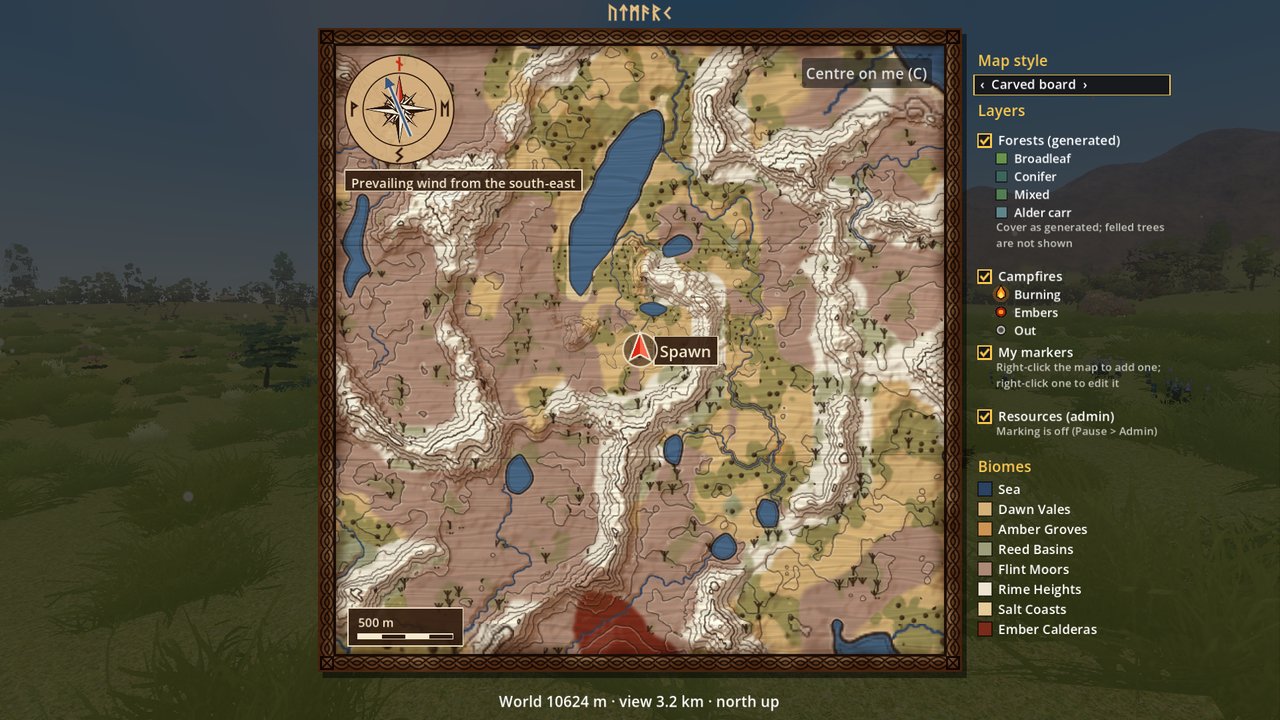 ᚢᛏᛗᚨᚱᚲ
Centre on me (C)
ᚹ
ᛖ
ᛊ
Prevailing wind from the south-east
Spawn
500 m
Map style
‹ Carved board ›
Layers
Forests (generated)
Broadleaf
Conifer
Mixed
Alder carr
Cover as generated; felled trees
are not shown
Campfires
Burning
Embers
Out
My markers
Right-click the map to add one;
right-click one to edit it
Resources (admin)
Marking is off (Pause > Admin)
Biomes
Sea
Dawn Vales
Amber Groves
Reed Basins
Flint Moors
Rime Heights
Salt Coasts
Ember Calderas
World 10624 m · view 3.2 km · north up